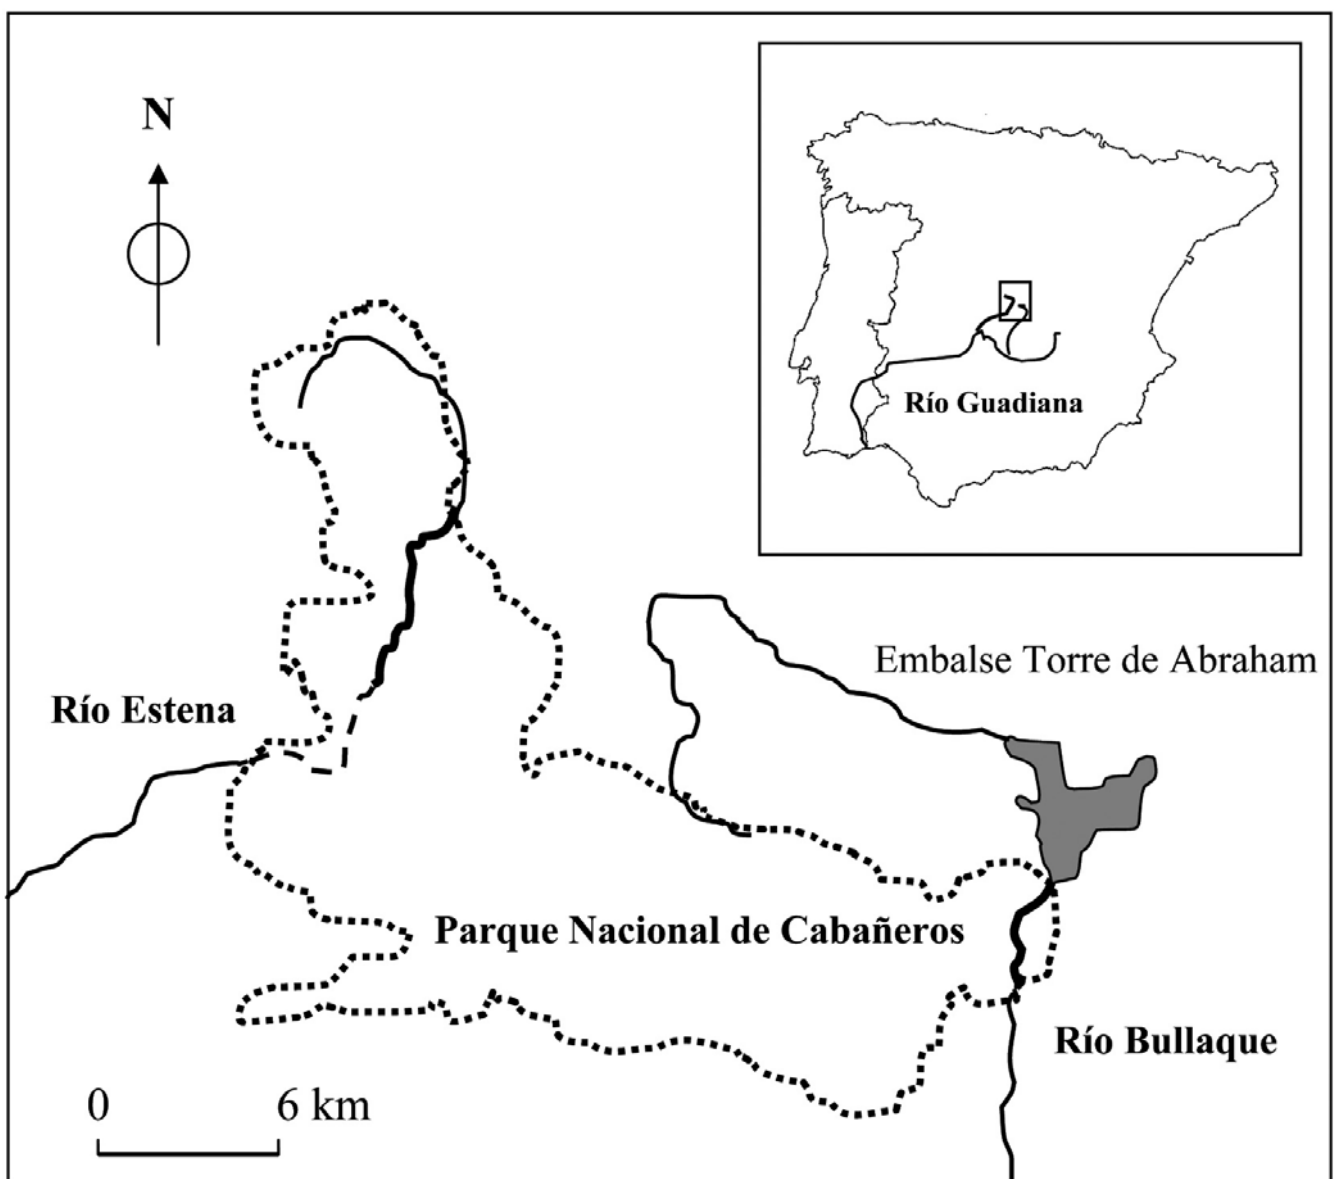 N
Río Guadiana
Embalse Torre de Abraham
Río Estena
Parque Nacional de Cabañeros
Río Bullaque
0 6 km